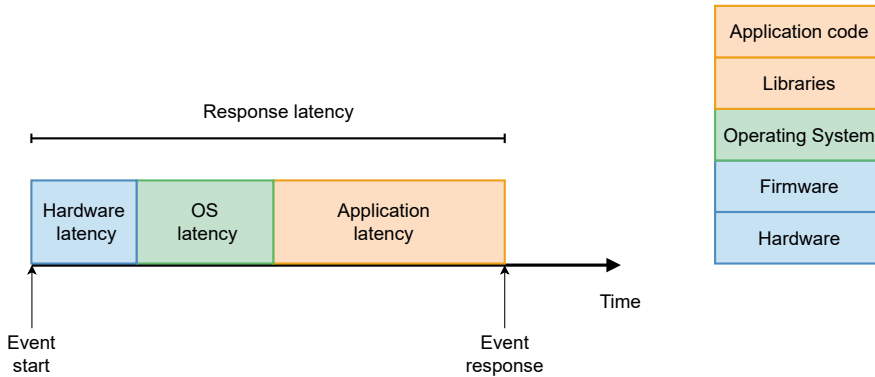 Response latency
Hardware
latency
OS
latency
Application
latency
Time
Event
start
Event
response
Application code
Libraries
Operating System
Firmware
Hardware